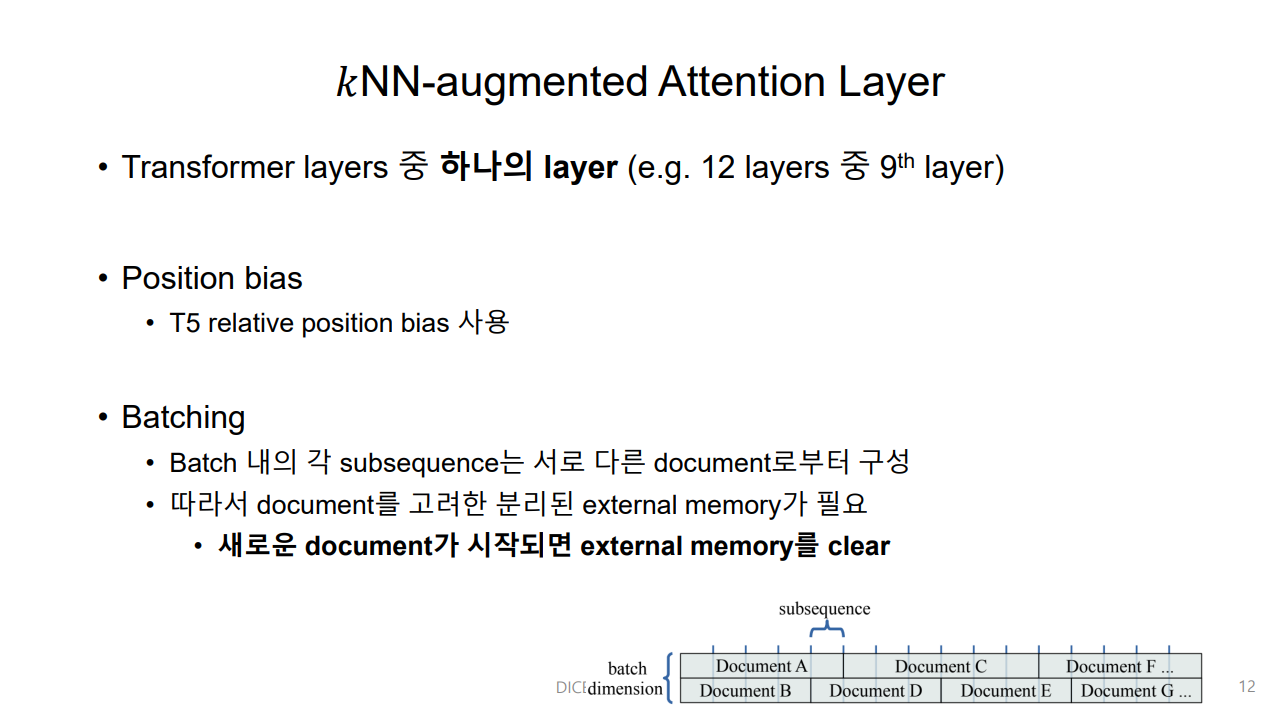 kNN-augmented Attention Layer
• Transformer layers 중 하나의 layer (e.g. 12 layers 중 9th layer)
• Position bias
• T5 relative position bias 사용
• Batching
• Batch 내의 각 subsequence는 서로 다른 document로부터 구성
• 따라서 document를 고려한 분리된 external memory가 필요
• 새로운 document가 시작되면 external memory를 clear
subsequence
batch
dimension
Document A
Document C
Document F ...
Document B
Document D
Document E
Document G ...
12